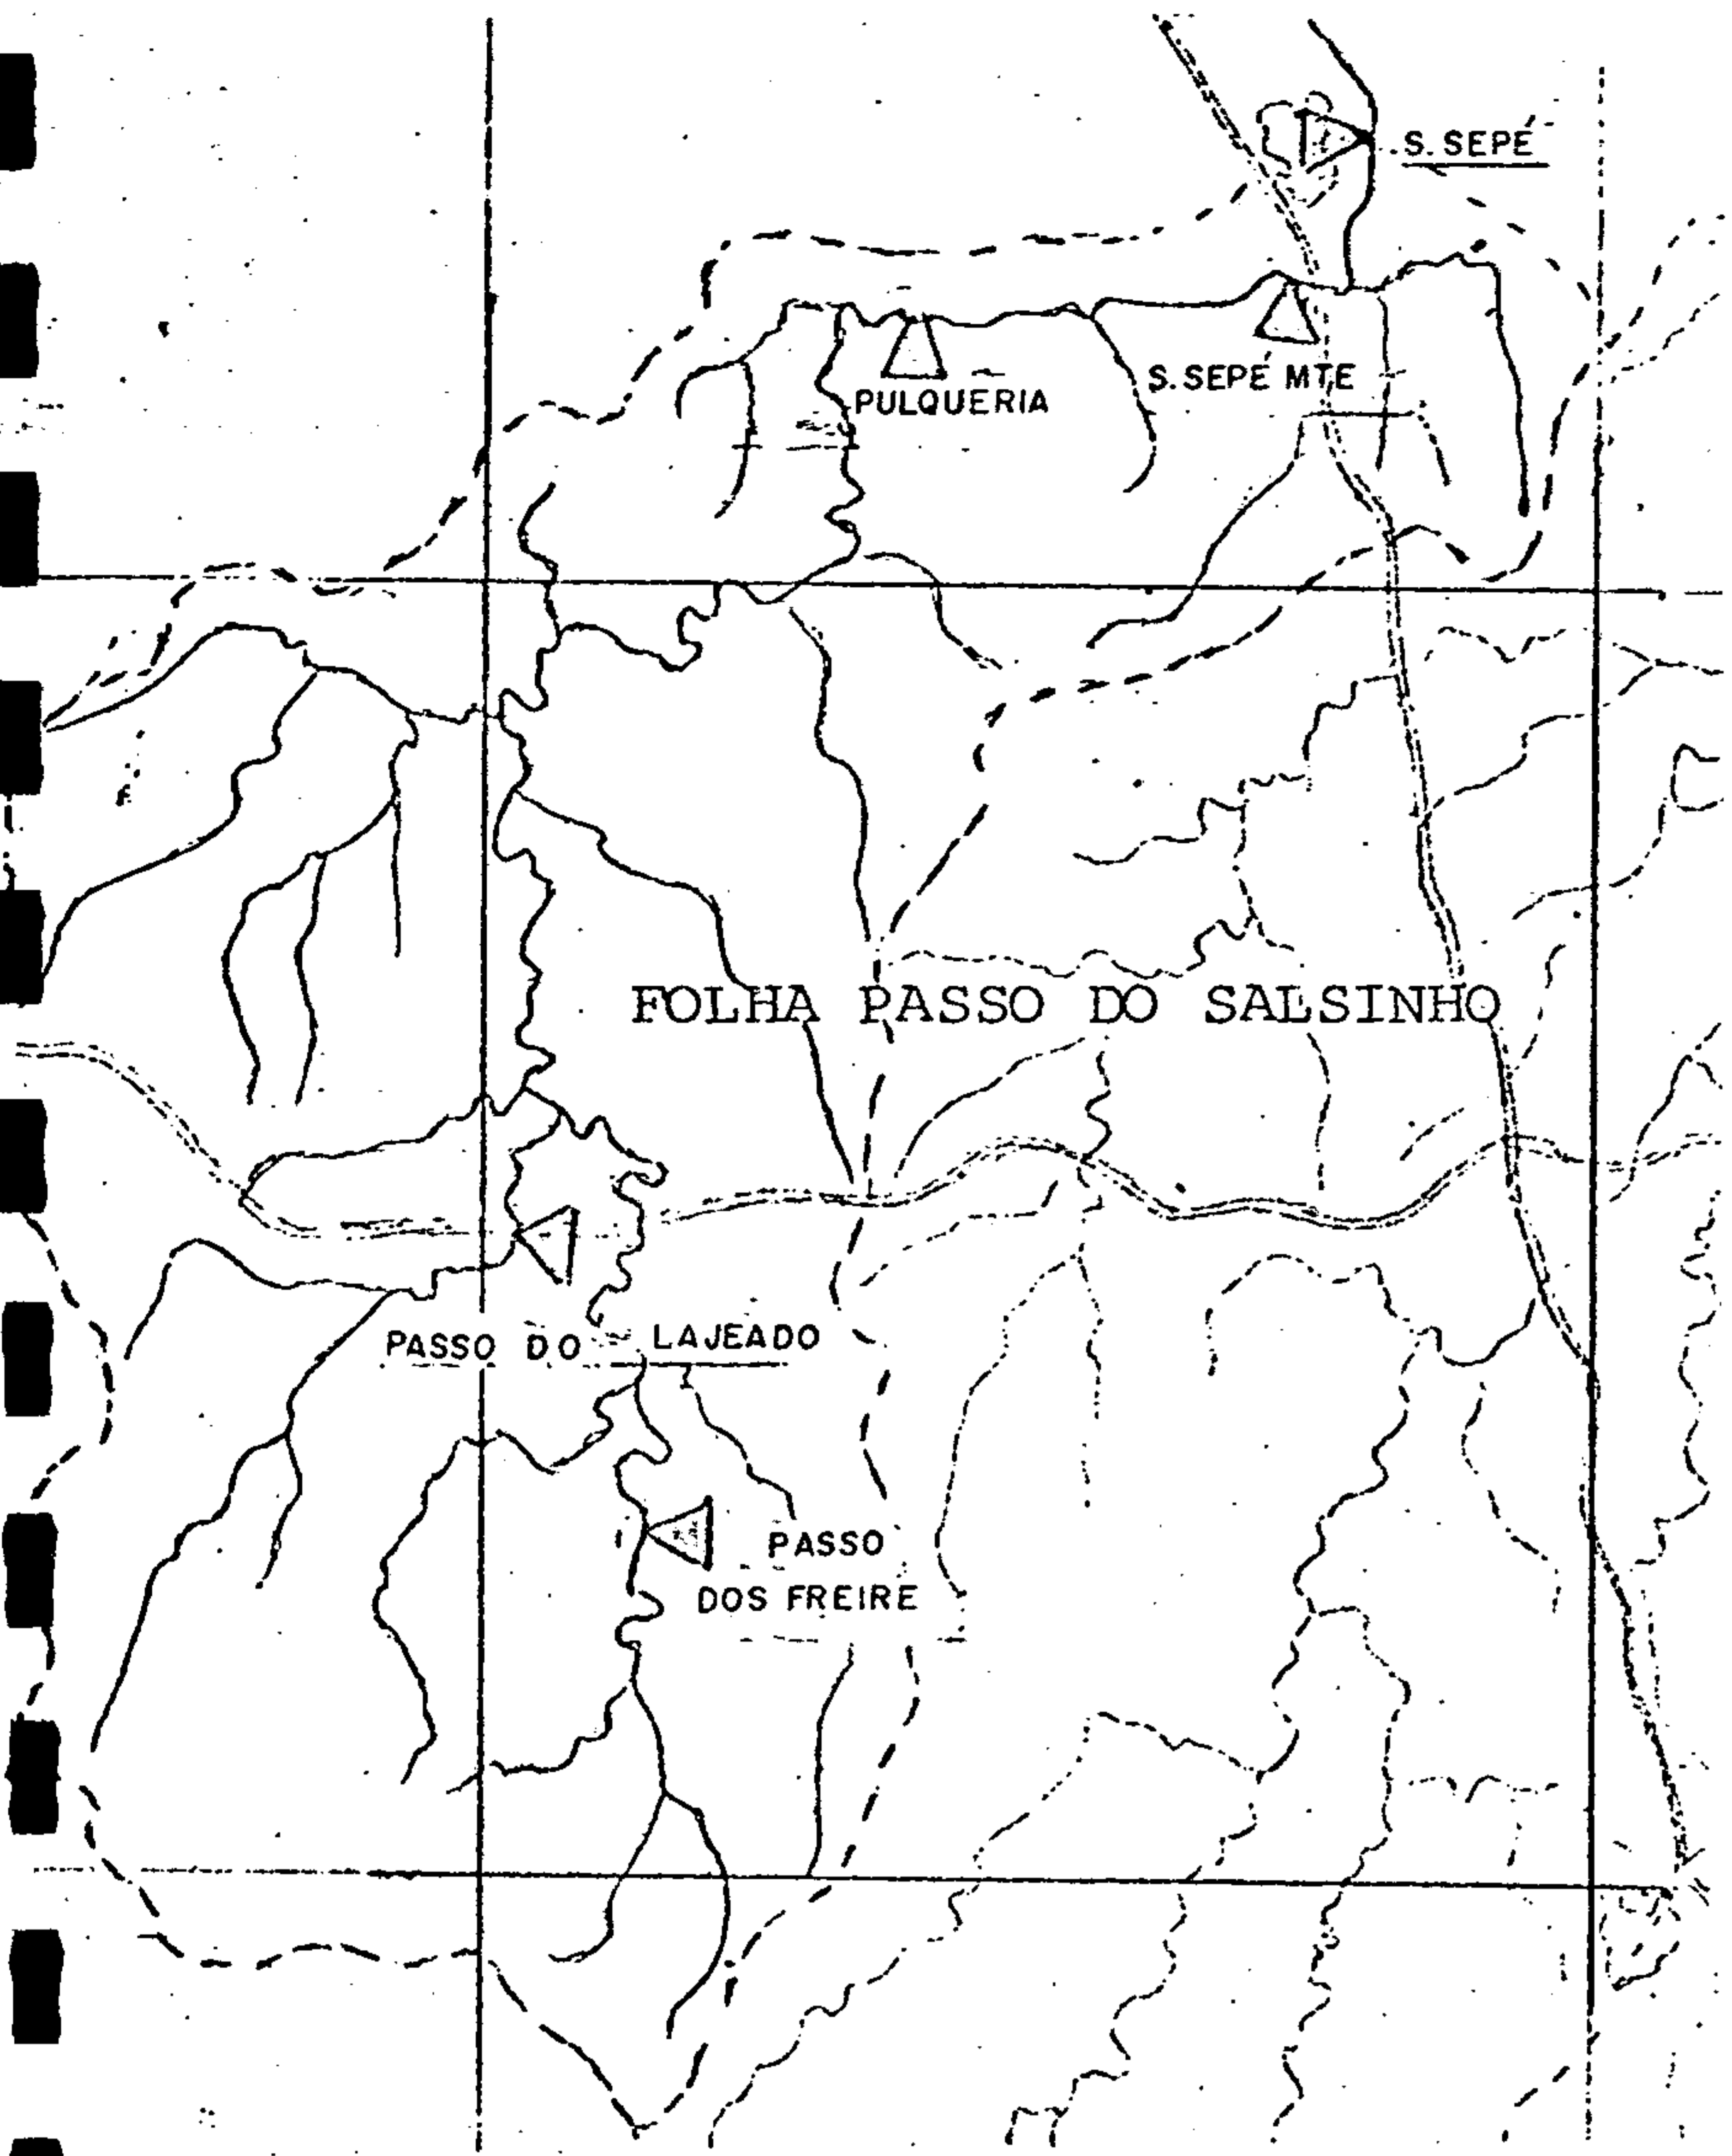 S. SEPÉ
S. SEPÉ MTE
PULQUERIA
FOLHA PASSO DO SALSINHO
PASSO DO LAJEADO
PASSO
DOS FREIRE